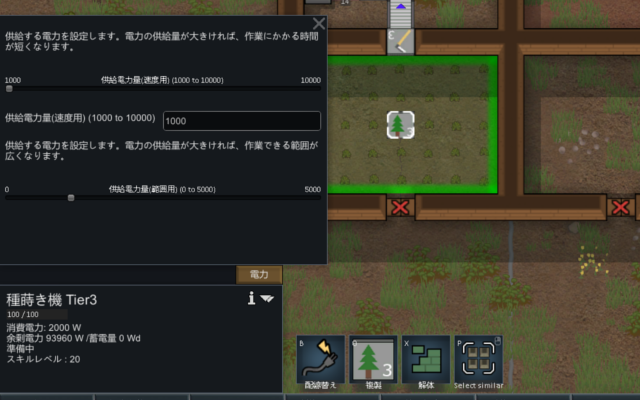 14
供給する電力を設定します。電力の供給量が大きければ、作業にかかる時間
が短くなります。
1000 供給電力量(速度用) (1000 to 10000) 10000
供給電力量(速度用) (1000 to 10000) 1000
供給する電力を設定します。電力の供給量が大きければ、作業できる範囲が
広くなります。
0 供給電力量(範囲用) (0 to 5000) 5000
3
3
電力
種蒔き機 Tier3
100 / 100
消費電力: 2000 W
余剰電力 93960 W /蓄電量 0 Wd
準備中
スキルレベル : 20
B
配線替え
3
複製
X
解体
P
Select similar